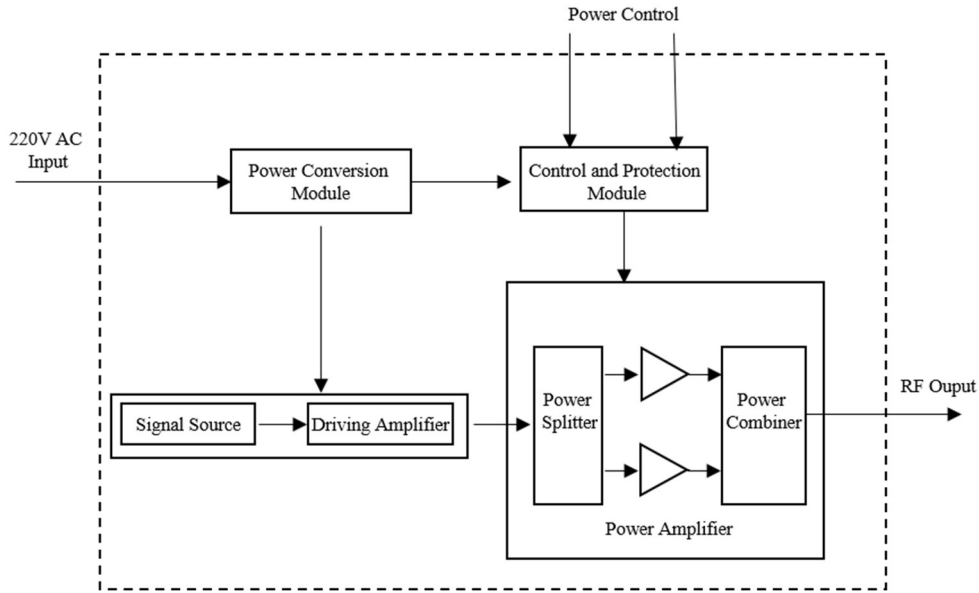 Power Control
220V AC
Input
Power Conversion
Module
Control and Protection
Module
Signal Source
Driving Amplifier
Power
Splitter
Power
Combiner
RF Ouput
Power Amplifier